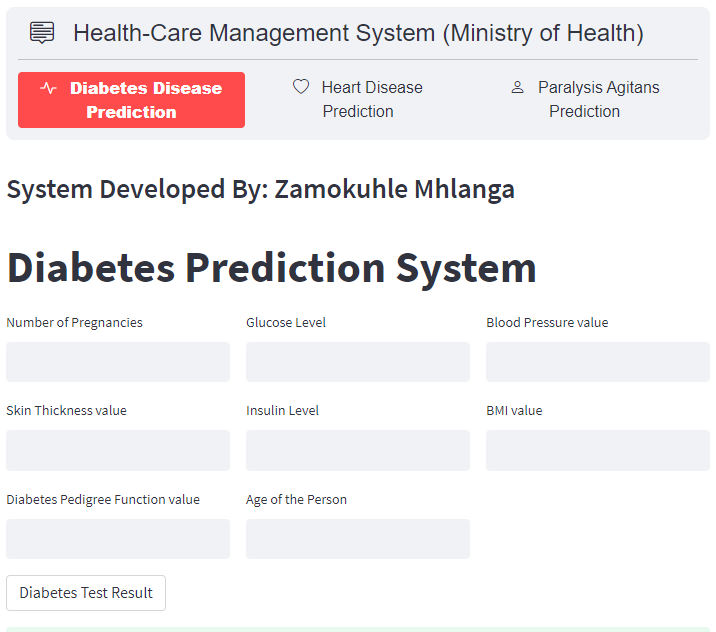 Health-Care Management System (Ministry of Health)
Diabetes Disease
Prediction
Heart Disease
Prediction
Paralysis Agitans
Prediction
System Developed By: Zamokuhle Mhlanga
Diabetes Prediction System
Number of Pregnancies
Glucose Level
Blood Pressure value
Skin Thickness value
Insulin Level
BMI value
Diabetes Pedigree Function value
Age of the Person
Diabetes Test Result